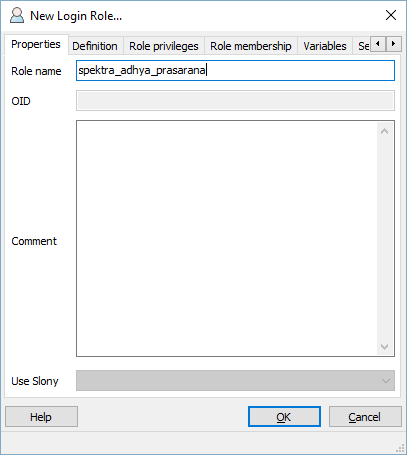 New Login Role...
Properties Definition Role privileges Role membership Variables Se
Role name spektra_adhya_prasarana
OID
Comment
Use Slony
Help OK Cancel